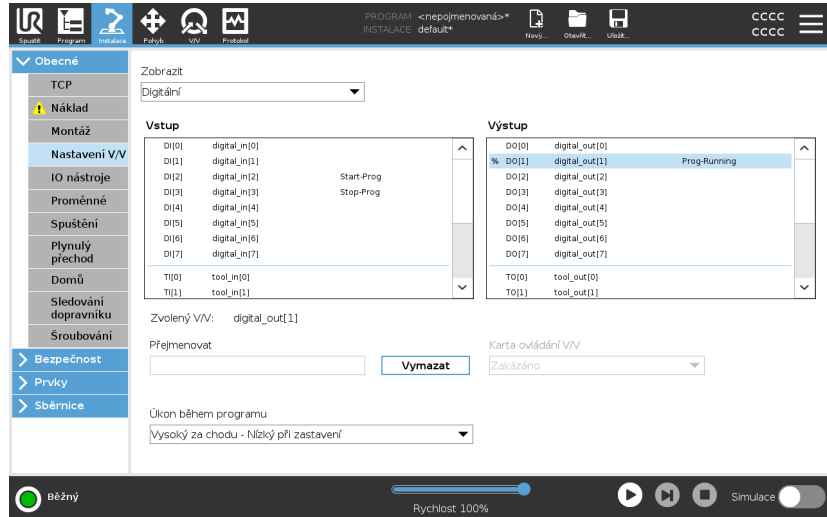 PROGRAM <nepojmenovaná>*
INSTALACE default*
cccc
cccc
Spustit Program Instalace Pohyb V/V Protokol Nový... Otevřít... Uložit...
Obecné
TCP
Náklad
Montáž
Nastavení V/V
IO nástroje
Proměnné
Spuštění
Plynulý
přechod
Domů
Sledování
dopravníku
Šroubování
Bezpečnost
Prvky
Sběrnice
Zobrazit
Digitální
Vstup
DI[0] digital_in[0]
DI[1] digital_in[1]
DI[2] digital_in[2] Start-Prog
DI[3] digital_in[3] Stop-Prog
DI[4] digital_in[4]
DI[5] digital_in[5]
DI[6] digital_in[6]
DI[7] digital_in[7]
TI[0] tool_in[0]
TI[1] tool_in[1]
Výstup
DO[0] digital_out[0]
% DO[1] digital_out[1] Prog-Running
DO[2] digital_out[2]
DO[3] digital_out[3]
DO[4] digital_out[4]
DO[5] digital_out[5]
DO[6] digital_out[6]
DO[7] digital_out[7]
TO[0] tool_out[0]
TO[1] tool_out[1]
Zvolený V/V: digital_out[1]
Přejmenovat
Vymazat
Karta ovládání V/V
Zakázáno
Úkon během programu
Vysoký za chodu - Nízký při zastavení
Běžný
Rychlost 100%
Simulace